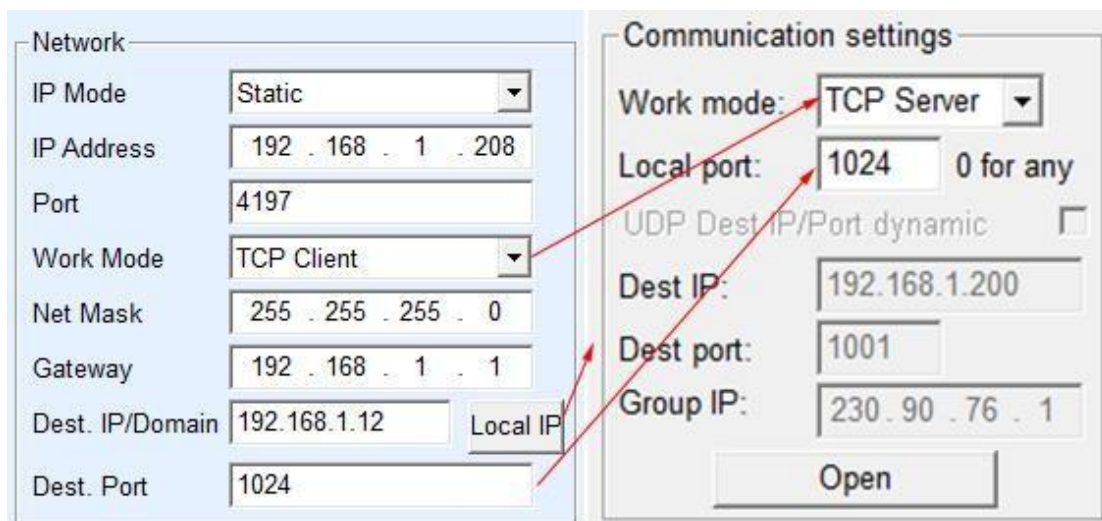 Network
IP Mode Static
IP Address 192 . 168 . 1 . 208
Port 4197
Work Mode TCP Client
Net Mask 255 . 255 . 255 . 0
Gateway 192 . 168 . 1 . 1
Dest. IP/Domain 192.168.1.12 Local IP
Dest. Port 1024
Communication settings
Work mode: TCP Server
Local port: 1024 0 for any
UDP Dest IP/Port dynamic
Dest IP: 192.168.1.200
Dest port: 1001
Group IP: 230 . 90 . 76 . 1
Open